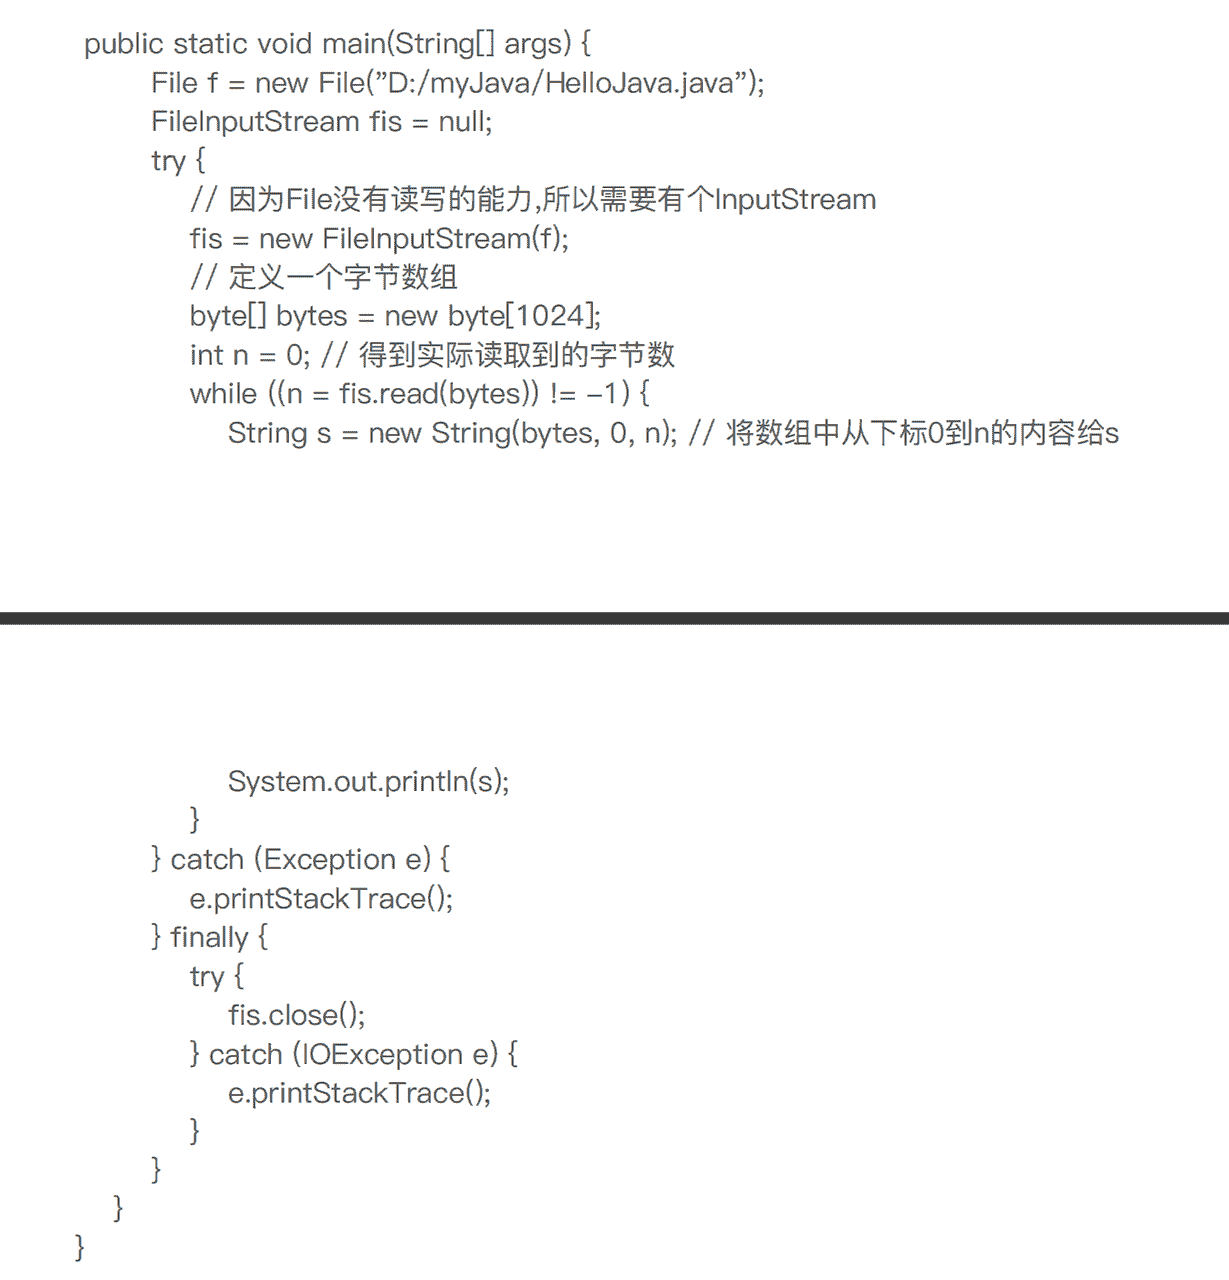 public static void main(String[] args) {
File f = new File(”D:/myJava/HelloJava.java”);
FileInputStream fis = null;
try {
// 因为File没有读写的能力,所以需要有个InputStream
fis = new FileInputStream(f);
// 定义一个字节数组
byte[] bytes = new byte[1024];
int n = 0; // 得到实际读取到的字节数
while ((n = fis.read(bytes)) != -1) {
String s = new String(bytes, 0, n); // 将数组中从下标0到n的内容给s
System.out.println(s);
}
} catch (Exception e) {
e.printStackTrace();
} finally {
try {
fis.close();
} catch (IOException e) {
e.printStackTrace();
}
}
}
}